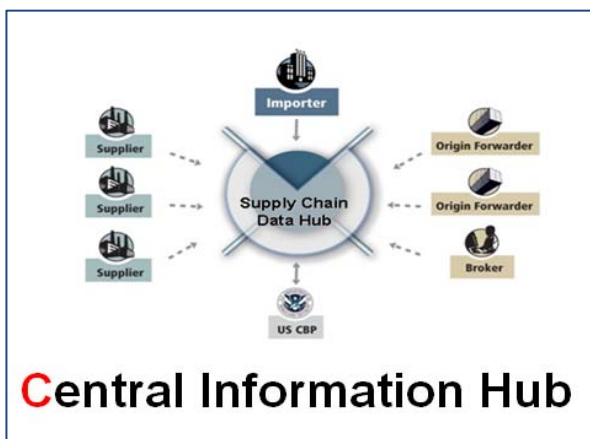 Importer
Supplier
Origin Forwarder
Supplier
Supply Chain
Data Hub
Origin Forwarder
Supplier
Broker
US CBP
Central Information Hub